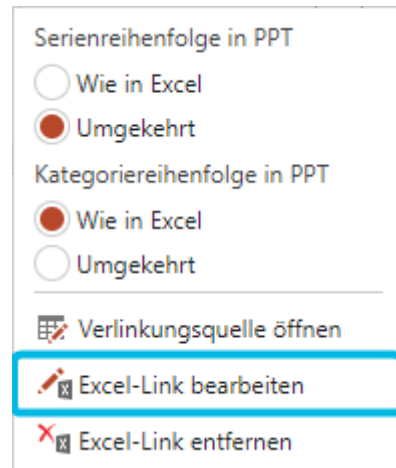 Serienreihenfolge in PPT
Wie in Excel
Umgekehrt
Kategoriereihenfolge in PPT
Wie in Excel
Umgekehrt
Verlinkungsquelle öffnen
Excel-Link bearbeiten
Excel-Link entfernen